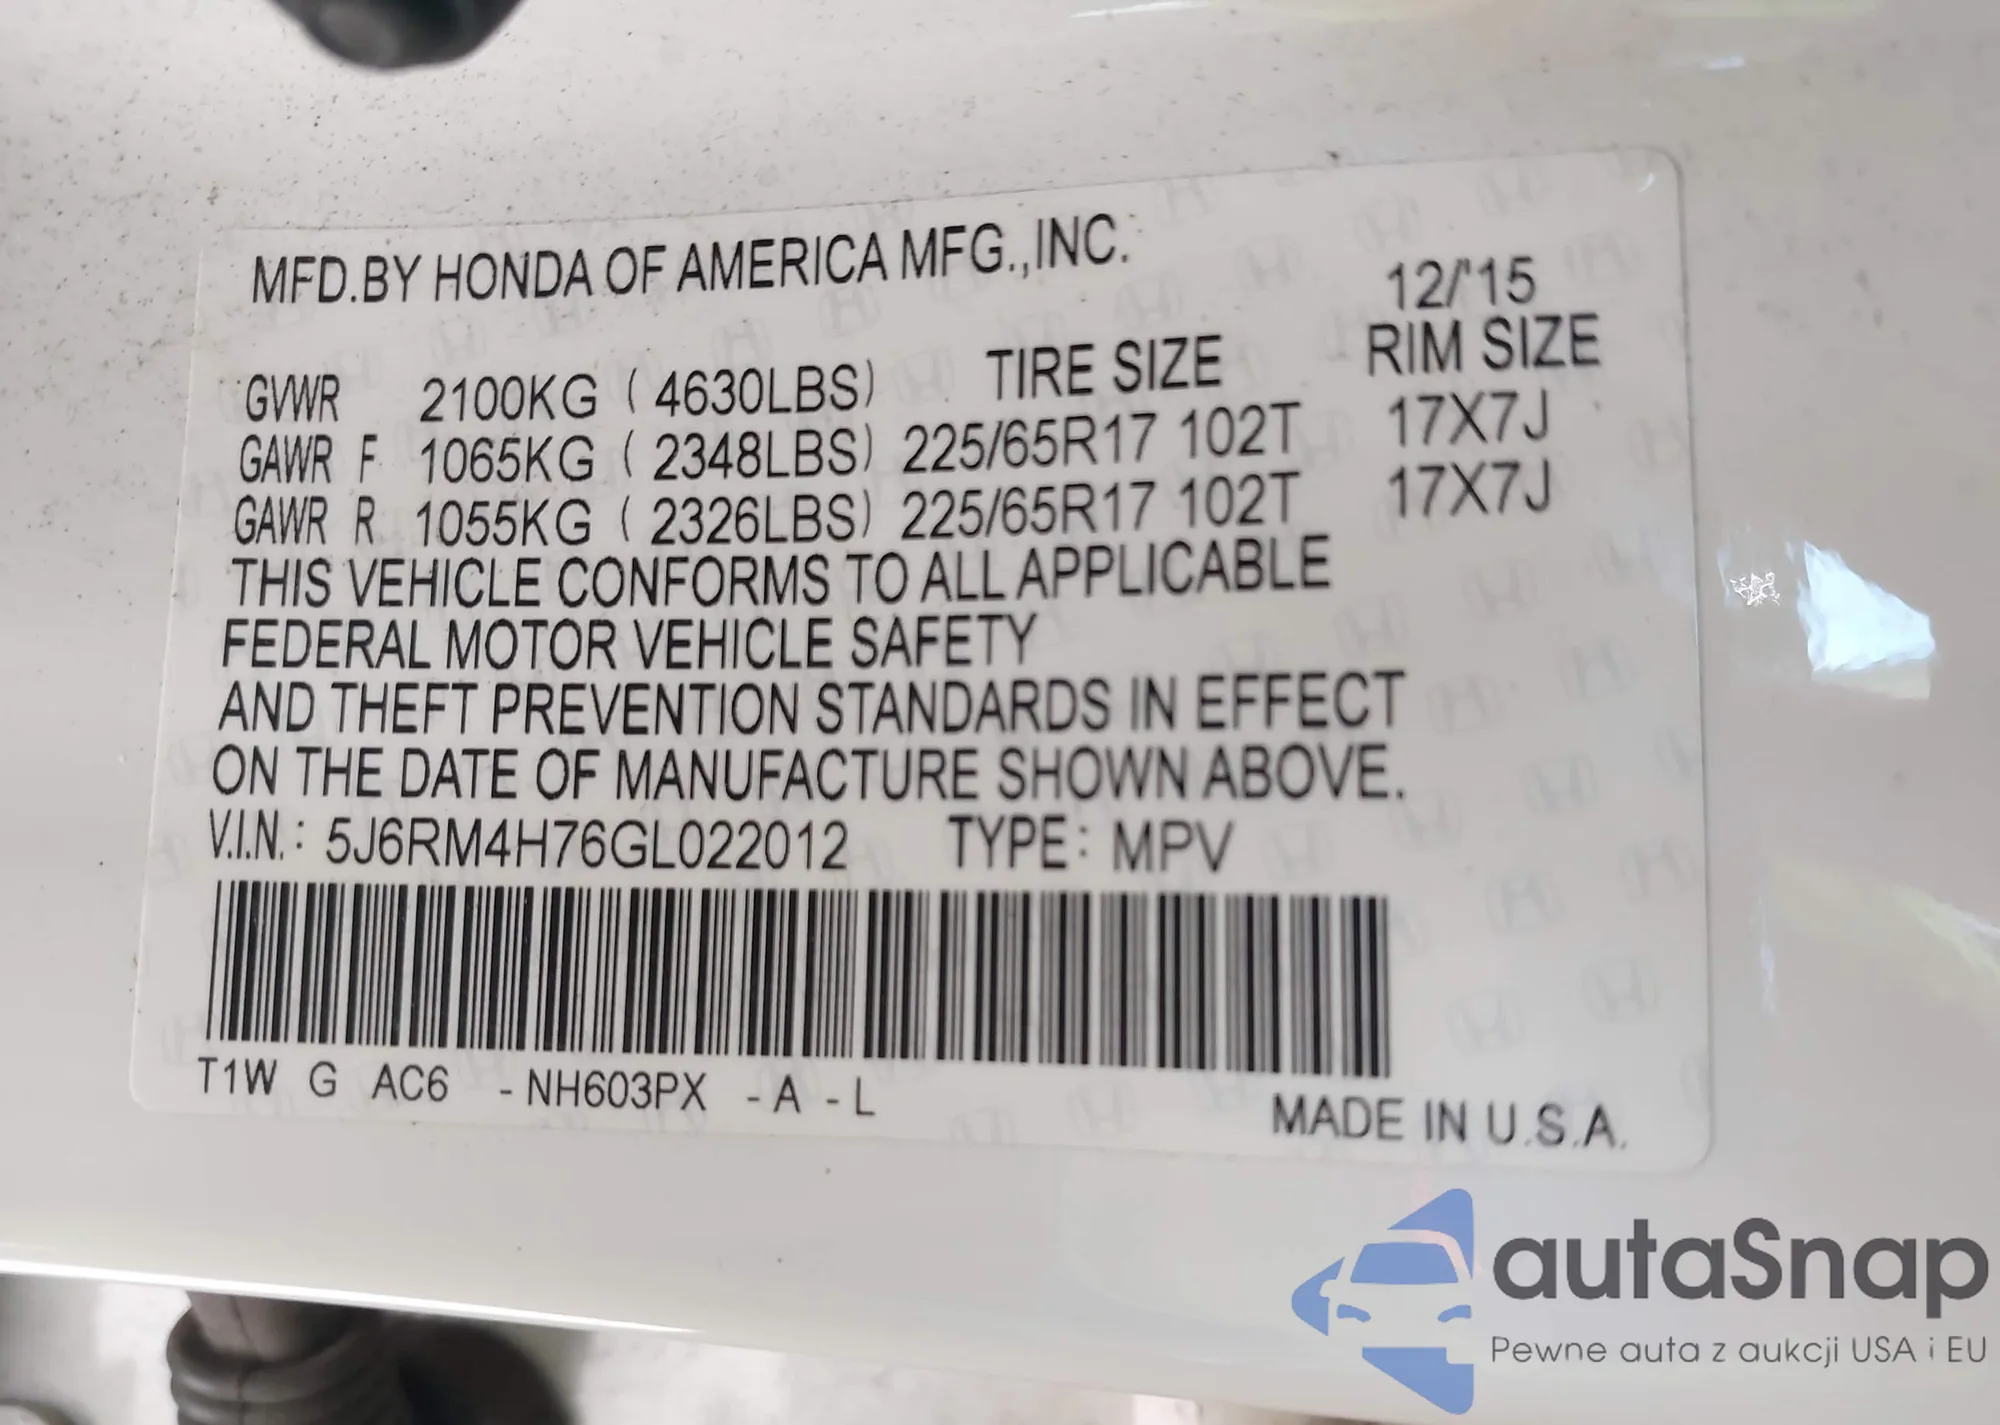 MFD.BY HONDA OF AMERICA MFG.,INC.
12/'15
TIRE SIZE RIM SIZE
GVWR 2100KG ( 4630LBS)
GAWR F 1065KG ( 2348LBS) 225/65R17 102T 17X7J
GAWR R 1055KG ( 2326LBS) 225/65R17 102T 17X7J
THIS VEHICLE CONFORMS TO ALL APPLICABLE
FEDERAL MOTOR VEHICLE SAFETY
AND THEFT PREVENTION STANDARDS IN EFFECT
ON THE DATE OF MANUFACTURE SHOWN ABOVE.
V.I.N.: 5J6RM4H76GL022012 TYPE: MPV
T1W G AC6 -NH603PX -A -L
MADE IN U.S.A.
autaSnap
Pewne auta z aukcji USA i EU